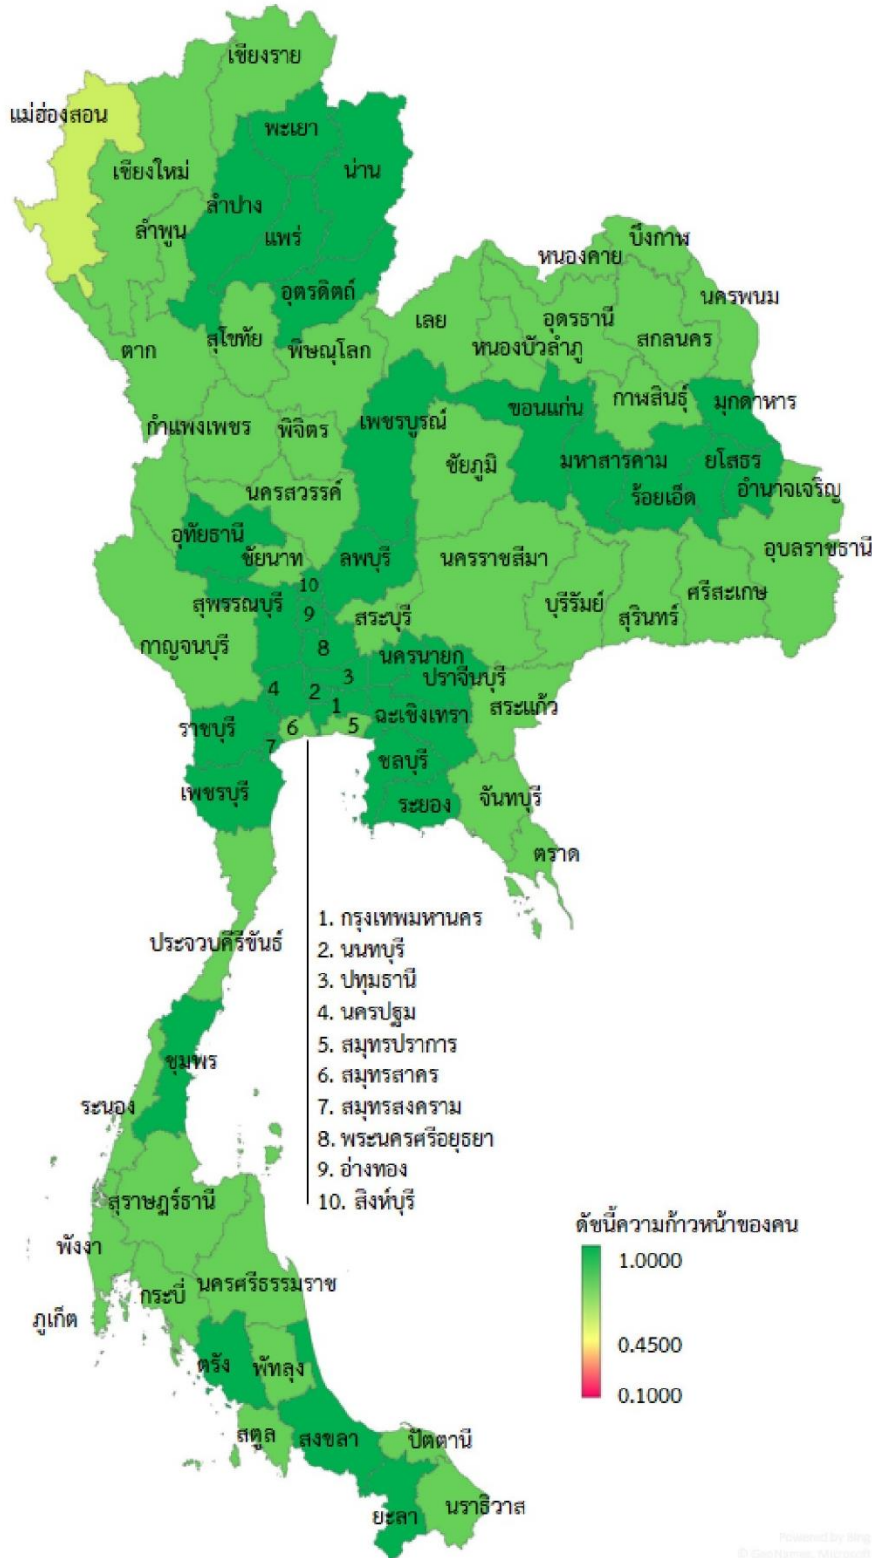 เชียงราย
แม่ฮ่องสอน
พะเยา
เชียงใหม่
น่าน
ลำปาง
ลำพูน
แพร่
อุตรดิตถ์
บึงกาฬ
หนองคาย
นครพนม
เลย
อุดรธานี
สกลนคร
หนองบัวลำภู
ตาก
สุโขทัย
พิษณุโลก
กาฬสินธุ์
มุกดาหาร
ขอนแก่น
เพชรบูรณ์
กำแพงเพชร
พิจิตร
ชัยภูมิ
มหาสารคาม
ยโสธร
ร้อยเอ็ด
อำนาจเจริญ
นครสวรรค์
อุทัยธานี
อุบลราชธานี
ชัยนาท
ลพบุรี
นครราชสีมา
10
สุพรรณบุรี
9
สระบุรี
บุรีรัมย์
สุรินทร์
ศรีสะเกษ
กาญจนบุรี
8
นครนายก
3
ปราจีนบุรี
4
2
1
สระแก้ว
ฉะเชิงเทรา
ราชบุรี
6
5
7
ชลบุรี
เพชรบุรี
ระยอง
จันทบุรี
ตราด
ประจวบคีรีขันธ์
1. กรุงเทพมหานคร
2. นนทบุรี
3. ปทุมธานี
4. นครปฐม
5. สมุทรปราการ
6. สมุทรสาคร
7. สมุทรสงคราม
8. พระนครศรีอยุธยา
9. อ่างทอง
10. สิงห์บุรี
ชุมพร
ระนอง
สุราษฎร์ธานี
พังงา
กระบี่
นครศรีธรรมราช
ภูเก็ต
ตรัง
พัทลุง
สตูล
สงขลา
ปัตตานี
ยะลา
นราธิวาส
ดัชนีความก้าวหน้าของคน
1.0000
0.4500
0.1000
Powered by Bing
© GeoNames, Microsoft